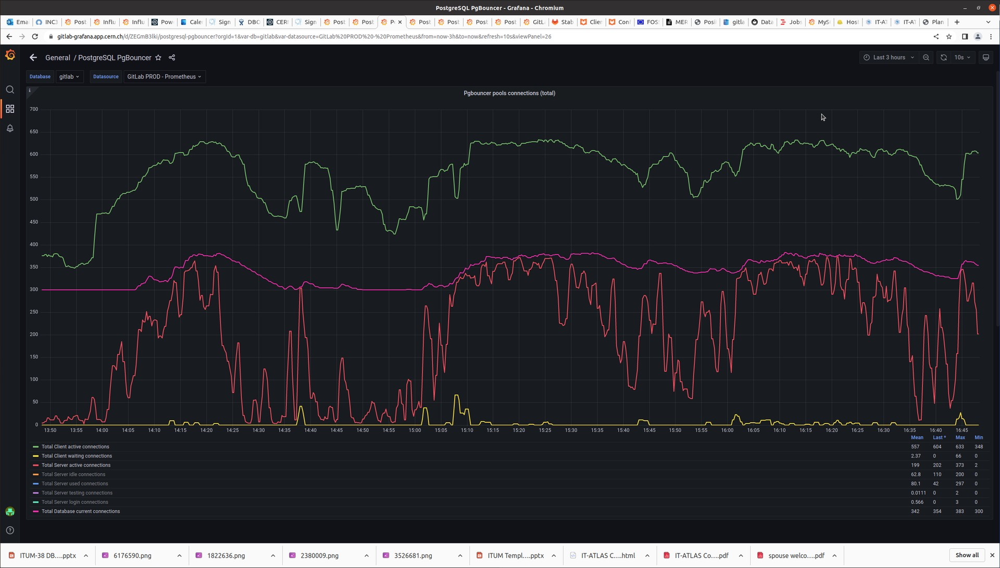 PostgreSQL PgBouncer - Grafana - Chromium
Emai INC3 Post Influ Influ Pow Cale Sign DBO CERN Sign Post Post Po Post Post Post Post GitL Stab Clien Conf FOSS MER Posi gitla Data Jobs MyS Host IT-AT IT-AT Plan
gitlab-grafana.app.cern.ch/d/ZEGmB3lki/postgresql-pgbouncer?orgId=1&var-db=gitlab&var-datasource=GitLab%20PROD%20-%20Prometheus&from=now-3h&to=now&refresh=10s&viewPanel=26
General / PostgreSQL PgBouncer Last 3 hours 10s
Database gitlab Datasource GitLab PROD - Prometheus
i
Pgbouncer pools connections (total)
700
650
600
550
500
450
400
350
300
250
200
150
100
50
0
13:50 13:55 14:00 14:05 14:10 14:15 14:20 14:25 14:30 14:35 14:40 14:45 14:50 14:55 15:00 15:05 15:10 15:15 15:20 15:25 15:30 15:35 15:40 15:45 15:50 15:55 16:00 16:05 16:10 16:15 16:20 16:25 16:30 16:35 16:40 16:45
Mean Last * Max Min
Total Client active connections 557 604 633 348
Total Client waiting connections 2.37 0 66 0
Total Server active connections 199 202 373 2
Total Server idle connections 62.8 110 200 0
Total Server used connections 80.1 42 297 0
Total Server testing connections 0.0111 0 2 0
Total Server login connections 0.566 0 3 0
Total Database current connections 342 354 383 300
ITUM-38 DB....pptx 6176590.png 1822636.png 2380009.png 3526681.png ITUM Templ....pptx IT-ATLAS C....html IT-ATLAS Co....pdf spouse welco....pdf Show all